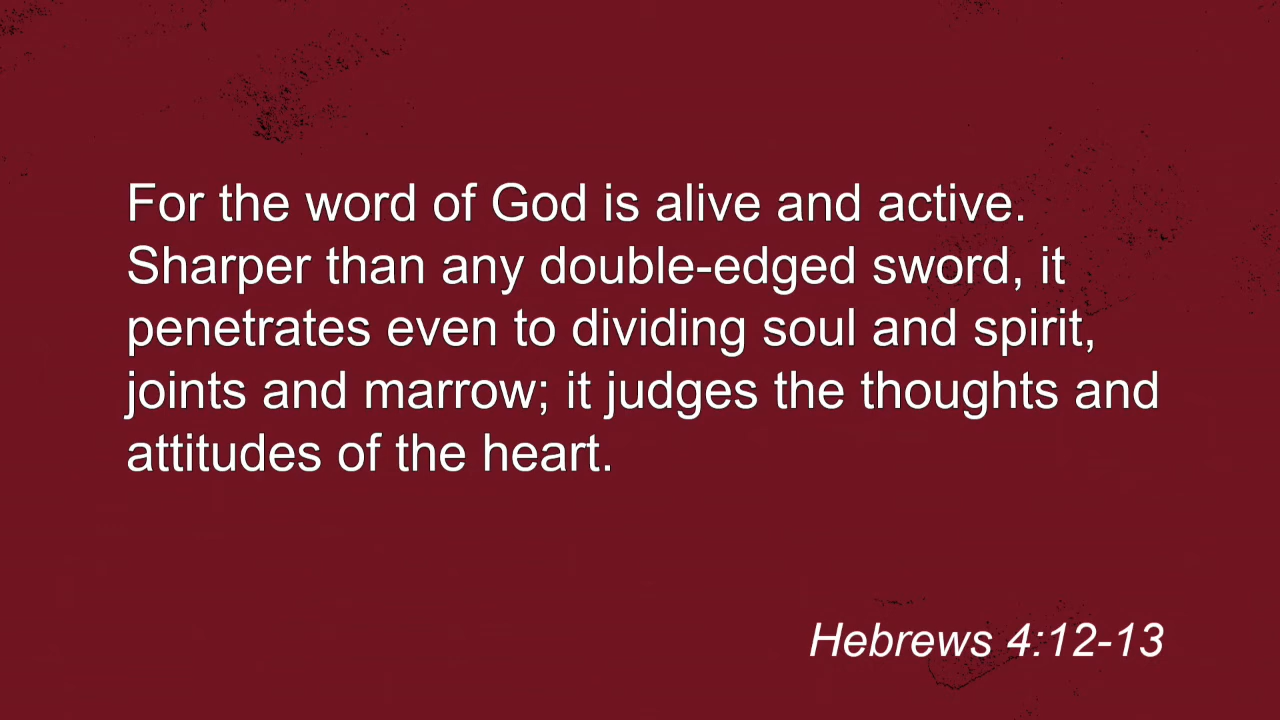 For the word of God is alive and active.
Sharper than any double-edged sword, it
penetrates even to dividing soul and spirit,
joints and marrow; it judges the thoughts and
attitudes of the heart.
Hebrews 4:12-13